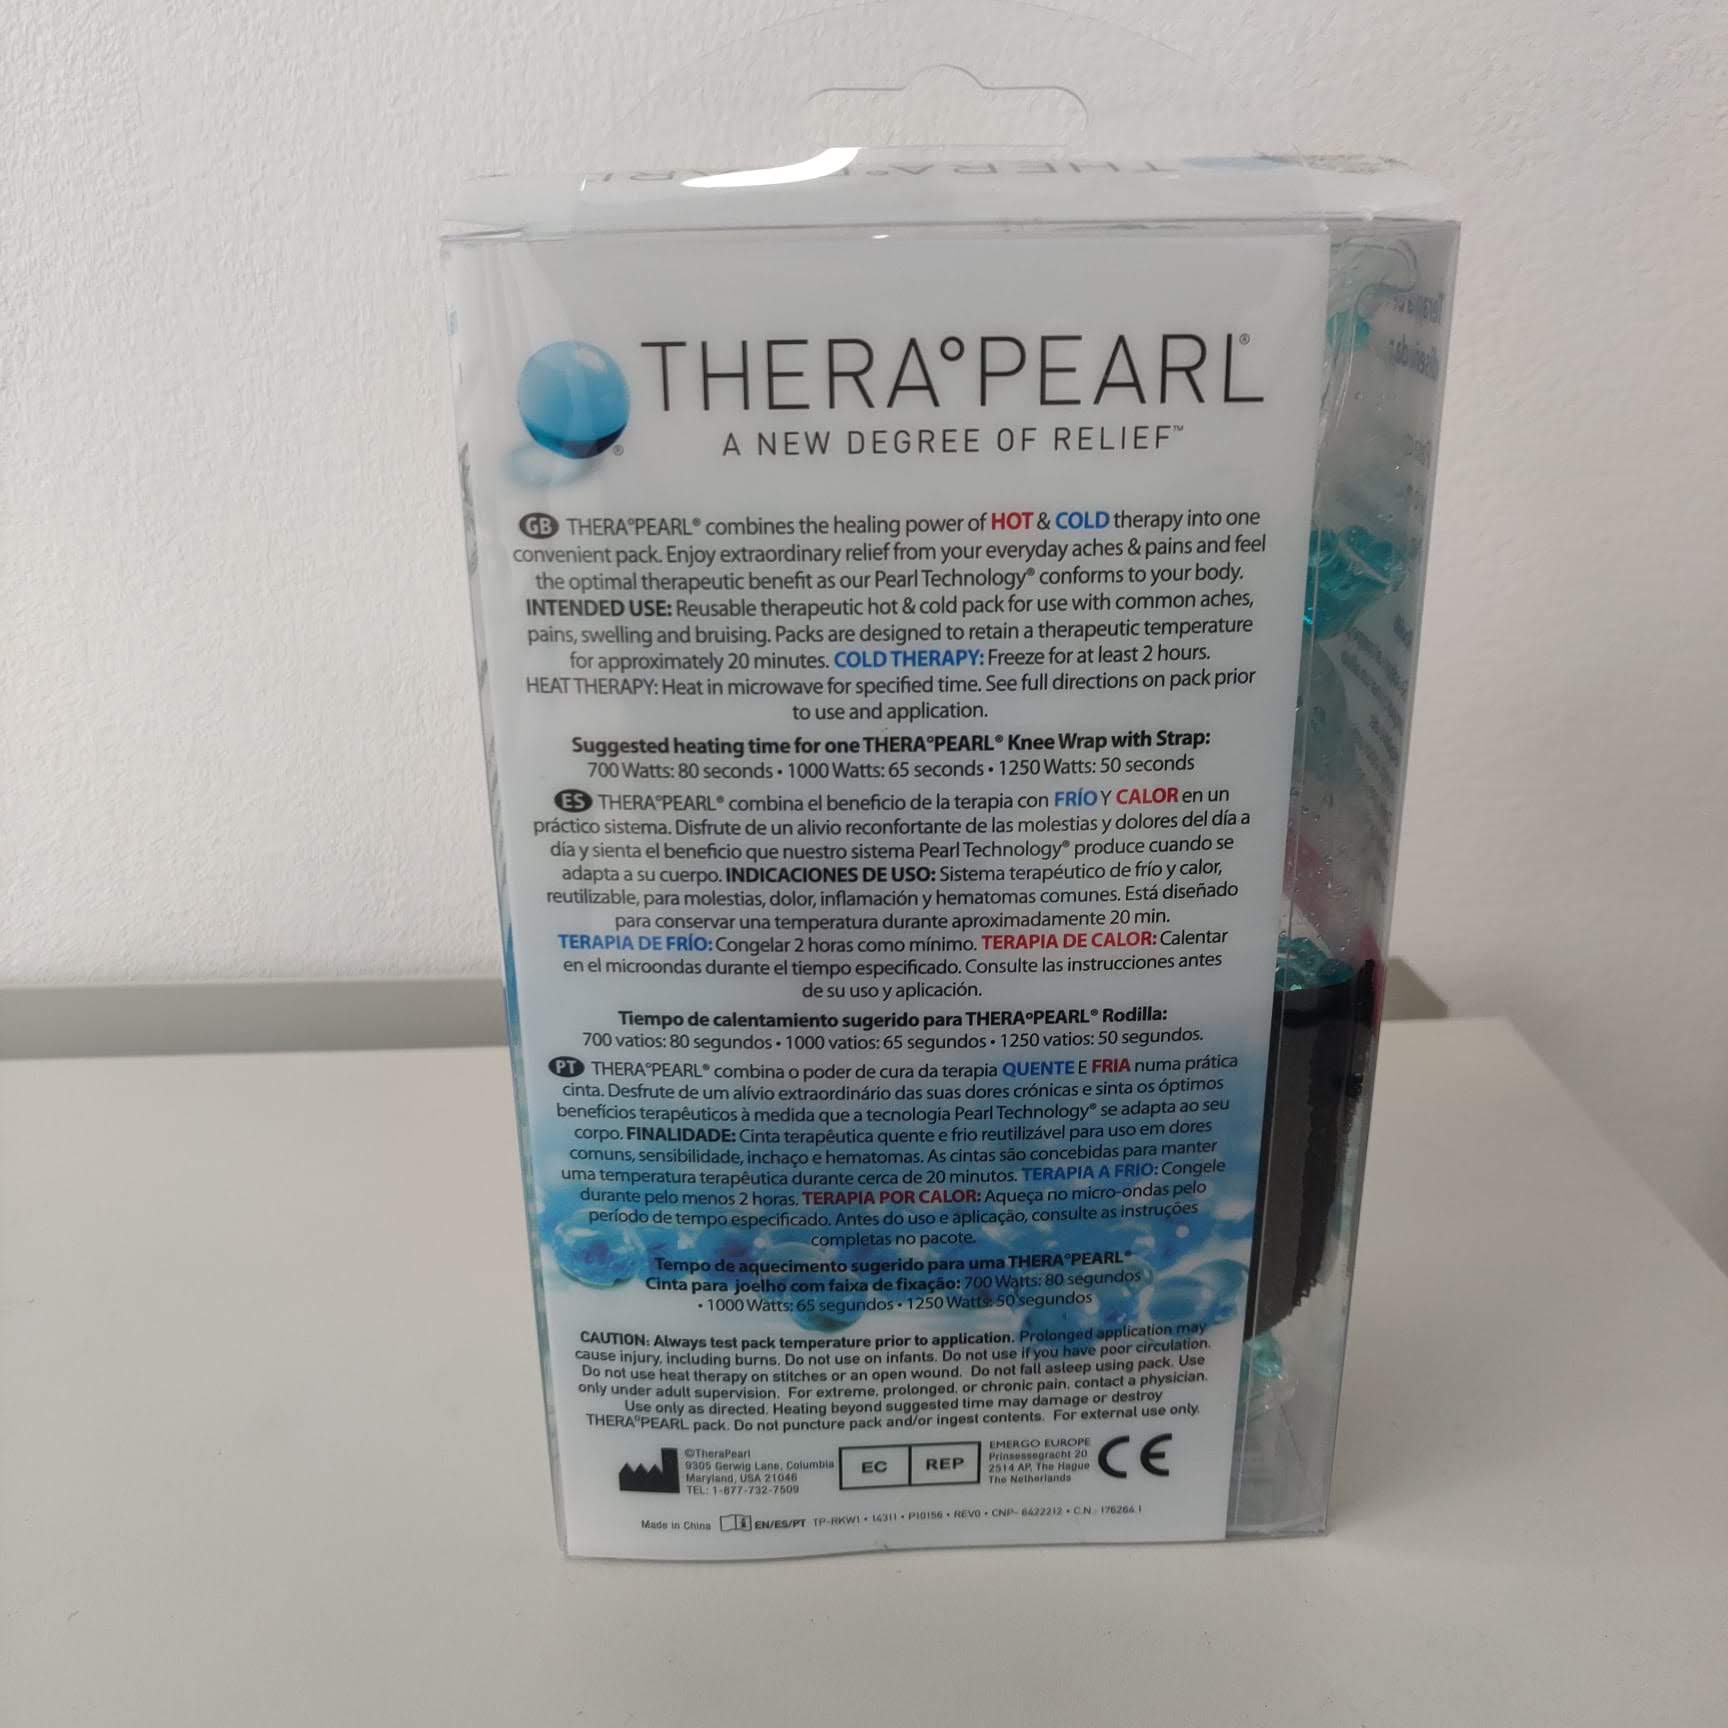 THERA°PEARL
THERA°PEARL®
A NEW DEGREE OF RELIEF™
®
GB THERA°PEARL® combines the healing power of HOT & COLD therapy into one
convenient pack. Enjoy extraordinary relief from your everyday aches & pains and feel
the optimal therapeutic benefit as our Pearl Technology® conforms to your body.
INTENDED USE: Reusable therapeutic hot & cold pack for use with common aches,
pains, swelling and bruising. Packs are designed to retain a therapeutic temperature
for approximately 20 minutes. COLD THERAPY: Freeze for at least 2 hours.
HEAT THERAPY: Heat in microwave for specified time. See full directions on pack prior
to use and application.
Suggested heating time for one THERA°PEARL® Knee Wrap with Strap:
700 Watts: 80 seconds • 1000 Watts: 65 seconds • 1250 Watts: 50 seconds
ES THERA°PEARL® combina el beneficio de la terapia con FRÍO Y CALOR en un
práctico sistema. Disfrute de un alivio reconfortante de las molestias y dolores del día a
día y sienta el beneficio que nuestro sistema Pearl Technology® produce cuando se
adapta a su cuerpo. INDICACIONES DE USO: Sistema terapéutico de frío y calor,
reutilizable, para molestias, dolor, inflamación y hematomas comunes. Está diseñado
para conservar una temperatura durante aproximadamente 20 min.
TERAPIA DE FRÍO: Congelar 2 horas como mínimo. TERAPIA DE CALOR: Calentar
en el microondas durante el tiempo especificado. Consulte las instrucciones antes
de su uso y aplicación.
Tiempo de calentamiento sugerido para THERA°PEARL® Rodilla:
700 vatios: 80 segundos • 1000 vatios: 65 segundos • 1250 vatios: 50 segundos.
PT THERA°PEARL® combina o poder de cura da terapia QUENTE E FRIA numa prática
cinta. Desfrute de um alívio extraordinário das suas dores crónicas e sinta os óptimos
benefícios terapêuticos à medida que a tecnologia Pearl Technology® se adapta ao seu
corpo. FINALIDADE: Cinta terapêutica quente e frio reutilizável para uso em dores
comuns, sensibilidade, inchaço e hematomas. As cintas são concebidas para manter
uma temperatura terapêutica durante cerca de 20 minutos. TERAPIA A FRIO: Congele
durante pelo menos 2 horas. TERAPIA POR CALOR: Aqueça no micro-ondas pelo
período de tempo especificado. Antes do uso e aplicação, consulte as instruções
completas no pacote.
Tempo de aquecimento sugerido para uma THERA°PEARL®
Cinta para joelho com faixa de fixação: 700 Watts: 80 segundos
• 1000 Watts: 65 segundos • 1250 Watts: 50 segundos
CAUTION: Always test pack temperature prior to application. Prolonged application may
cause injury, including burns. Do not use on infants. Do not use if you have poor circulation.
Do not use heat therapy on stitches or an open wound. Do not fall asleep using pack. Use
only under adult supervision. For extreme, prolonged, or chronic pain, contact a physician.
Use only as directed. Heating beyond suggested time may damage or destroy
THERA°PEARL pack. Do not puncture pack and/or ingest contents. For external use only.
©TheraPearl
9305 Gerwig Lane, Columbia
Maryland, USA 21046
TEL: 1-877-732-7509
EC REP
EMERGO EUROPE
Prinsessegracht 20
2514 AP, The Hague
The Netherlands
CE
Made in China EN/ES/PT TP-RKW1 • 14311 • P10156 • REV0 • CNP- 6422212 • C.N. 176264.1